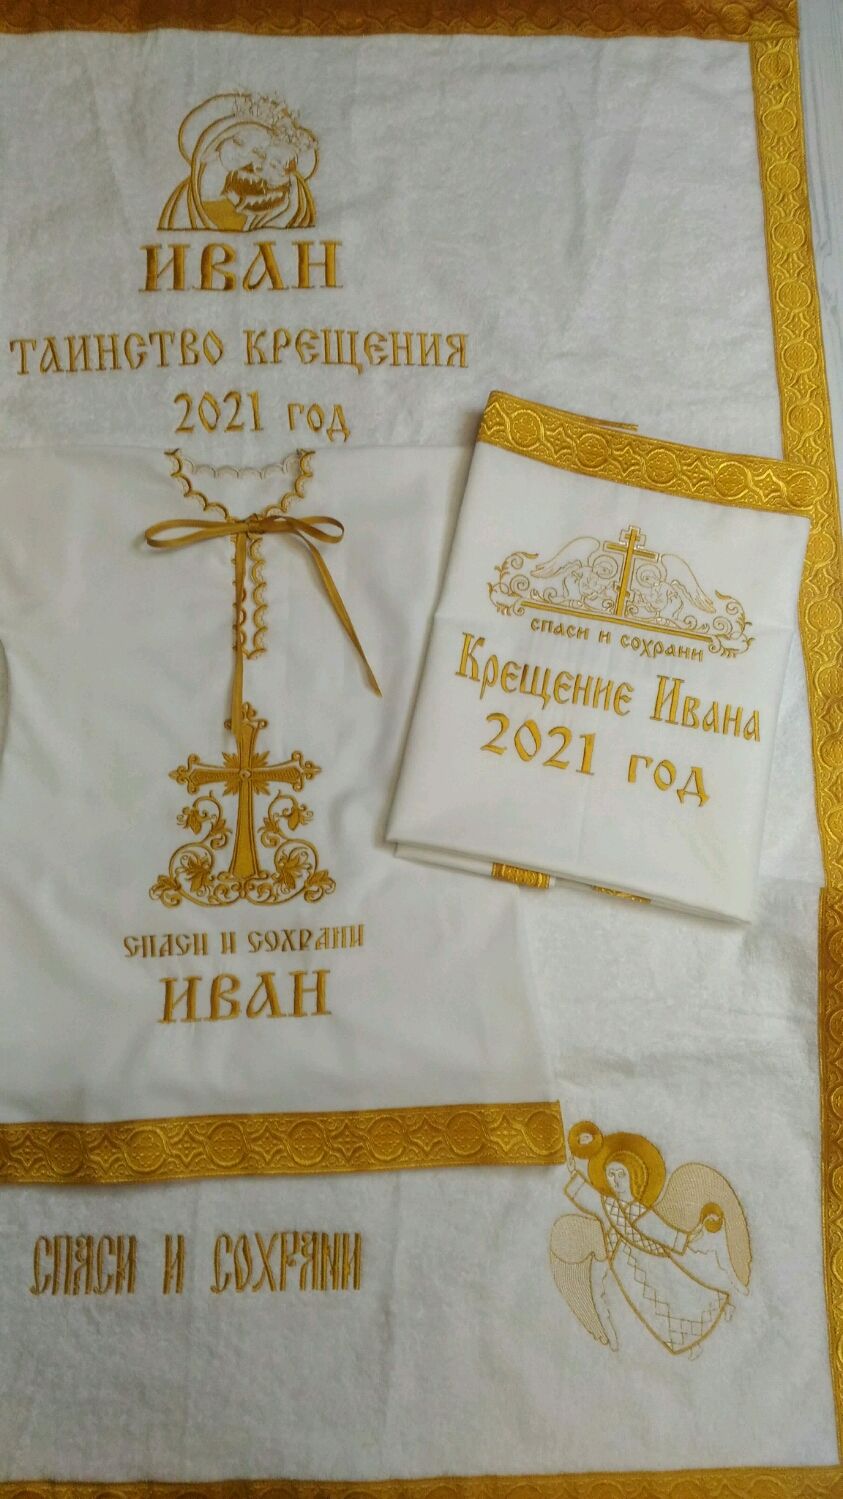 ИВАН
ТАИНСТВО КРЕЩЕНИЯ
2021 год
спаси и сохрани
Крещение Ивана
2021 год
СПАСИ И СОХРАНИ
ИВАН
СПАСИ И СОХРАНИ